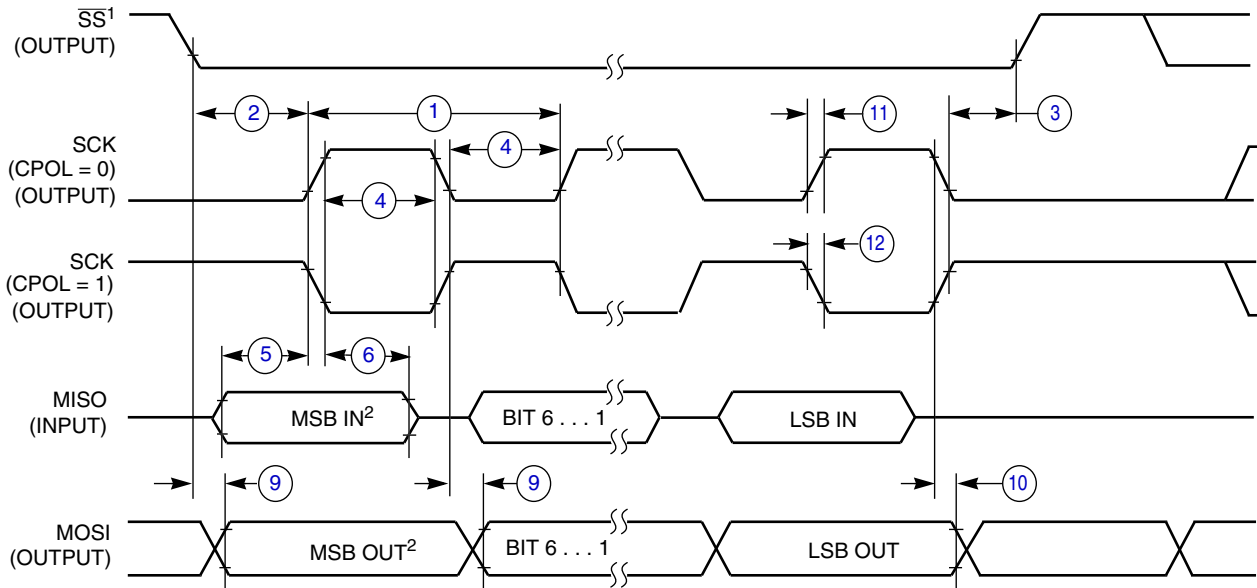 SS¹
(OUTPUT)
2
1
11
3
SCK
(CPOL = 0)
(OUTPUT)
4
4
12
SCK
(CPOL = 1)
(OUTPUT)
5
6
MISO
(INPUT)
MSB IN²
BIT 6 . . . 1
LSB IN
9
9
10
MOSI
(OUTPUT)
MSB OUT²
BIT 6 . . . 1
LSB OUT